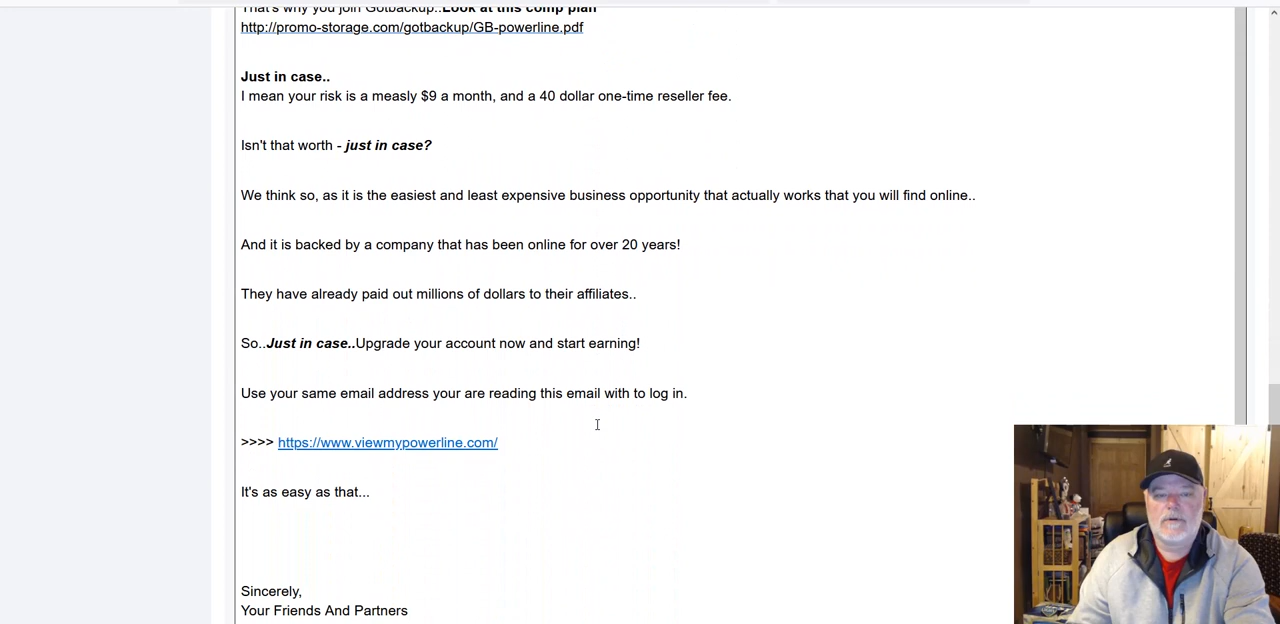 That's why you join GotBackup..Look at this comp plan
http://promo-storage.com/gotbackup/GB-powerline.pdf
Just in case..
I mean your risk is a measly $9 a month, and a 40 dollar one-time reseller fee.
Isn't that worth - just in case?
We think so, as it is the easiest and least expensive business opportunity that actually works that you will find online..
And it is backed by a company that has been online for over 20 years!
They have already paid out millions of dollars to their affiliates..
So..Just in case..Upgrade your account now and start earning!
Use your same email address your are reading this email with to log in.
>>>> https://www.viewmypowerline.com/
It's as easy as that...
Sincerely,
Your Friends And Partners